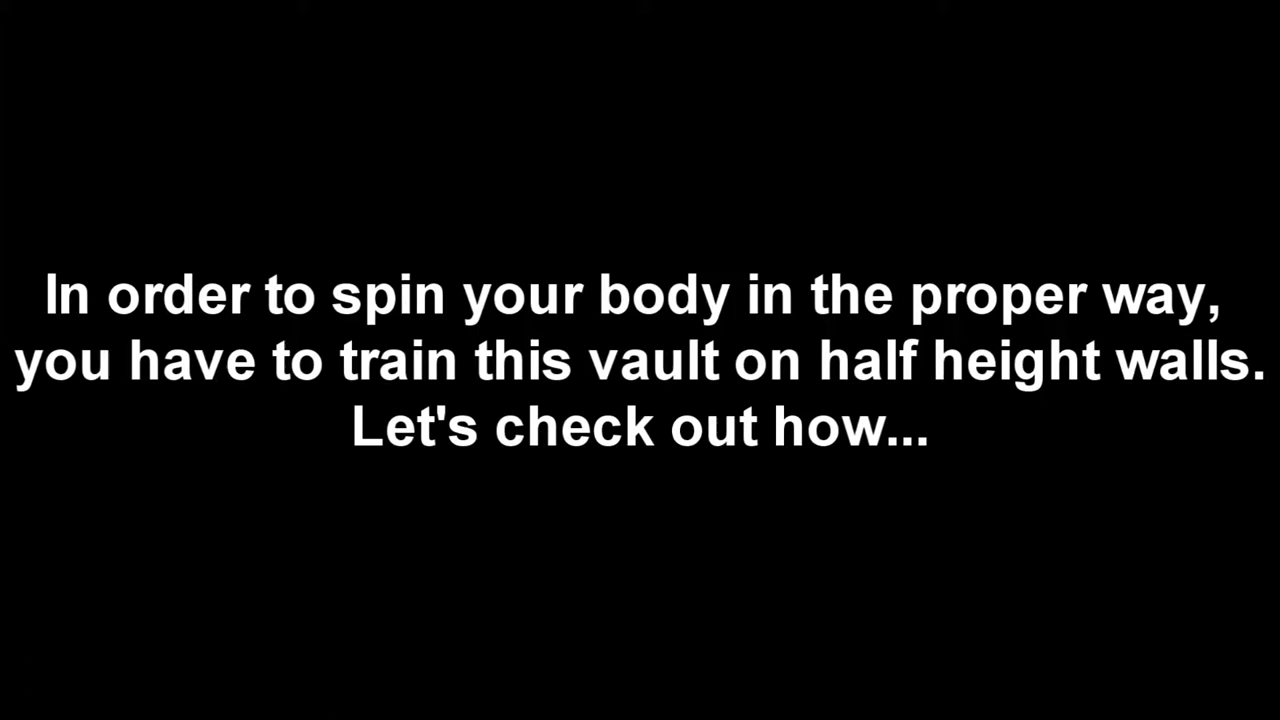 In order to spin your body in the proper way,
you have to train this vault on half height walls.
Let's check out how...